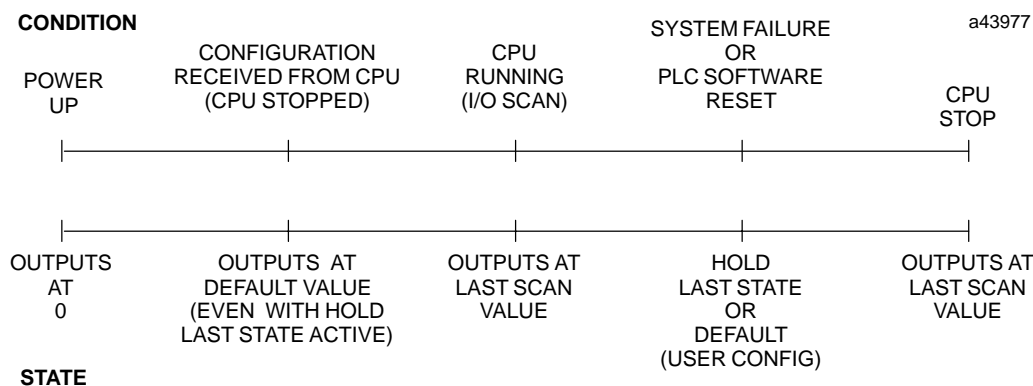 CONDITION
a43977
POWER
UP
CONFIGURATION
RECEIVED FROM CPU
(CPU STOPPED)
CPU
RUNNING
(I/O SCAN)
SYSTEM FAILURE
OR
PLC SOFTWARE
RESET
CPU
STOP
OUTPUTS
AT
0
OUTPUTS AT
DEFAULT VALUE
(EVEN WITH HOLD
LAST STATE ACTIVE)
OUTPUTS AT
LAST SCAN
VALUE
HOLD
LAST STATE
OR
DEFAULT
(USER CONFIG)
OUTPUTS AT
LAST SCAN
VALUE
STATE